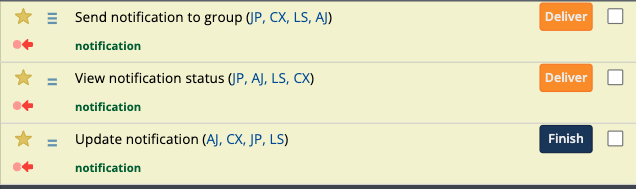 Send notification to group (JP, CX, LS, AJ) Deliver
notification
View notification status (JP, AJ, LS, CX) Deliver
notification
Update notification (AJ, CX, JP, LS) Finish
notification